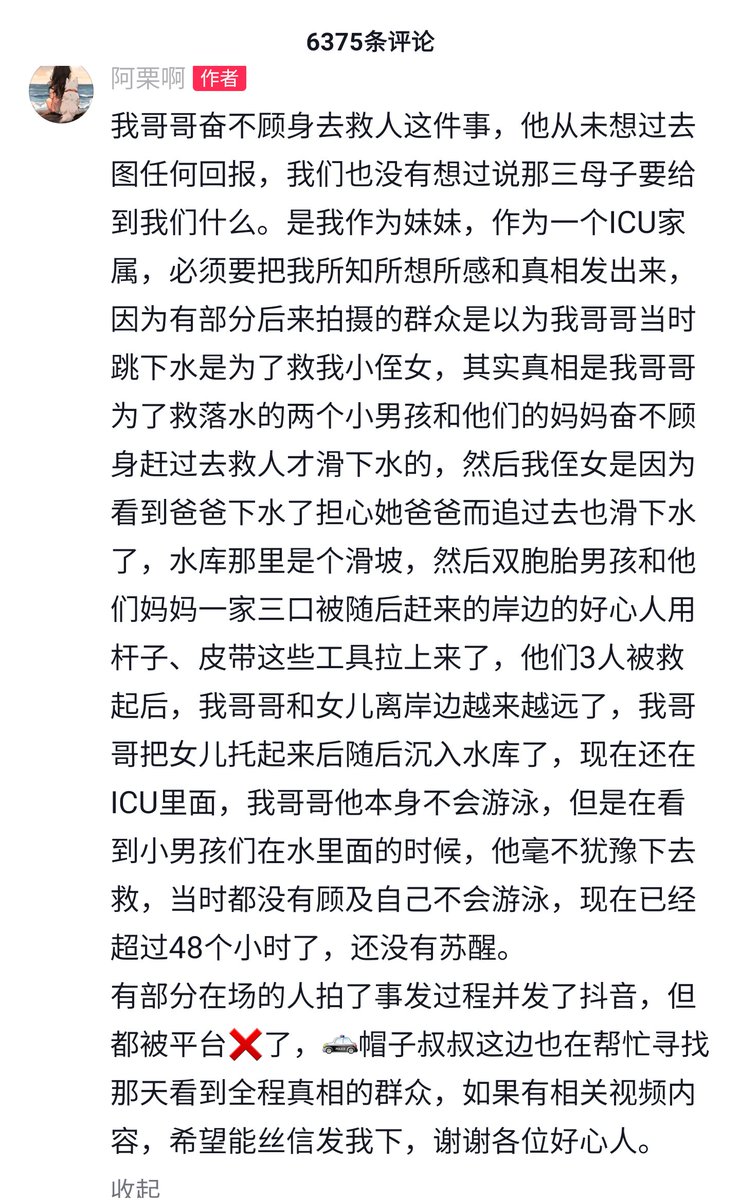 6375条评论
阿栗啊 作者
我哥哥奋不顾身去救人这件事，他从未想过去
图任何回报，我们也没有想过说那三母子要给
到我们什么。是我作为妹妹，作为一个ICU家
属，必须要把我所知所想所感和真相发出来，
因为有部分后来拍摄的群众是以为我哥哥当时
跳下水是为了救我小侄女，其实真相是我哥哥
为了救落水的两个小男孩和他们的妈妈奋不顾
身赶过去救人才滑下水的，然后我侄女是因为
看到爸爸下水了担心她爸爸而追过去也滑下水
了，水库那里是个滑坡，然后双胞胎男孩和他
们妈妈一家三口被随后赶来的岸边的好心人用
杆子、皮带这些工具拉上来了，他们3人被救
起后，我哥哥和女儿离岸边越来越远了，我哥
哥把女儿托起来后随后沉入水库了，现在还在
ICU里面，我哥哥他本身不会游泳，但是在看
到小男孩们在水里面的时候，他毫不犹豫下去
救，当时都没有顾及自己不会游泳，现在已经
超过48个小时了，还没有苏醒。
有部分在场的人拍了事发过程并发了抖音，但
都被平台❌了，🚓帽子叔叔这边也在帮忙寻找
那天看到全程真相的群众，如果有相关视频内
容，希望能丝信发我下，谢谢各位好心人。
收起